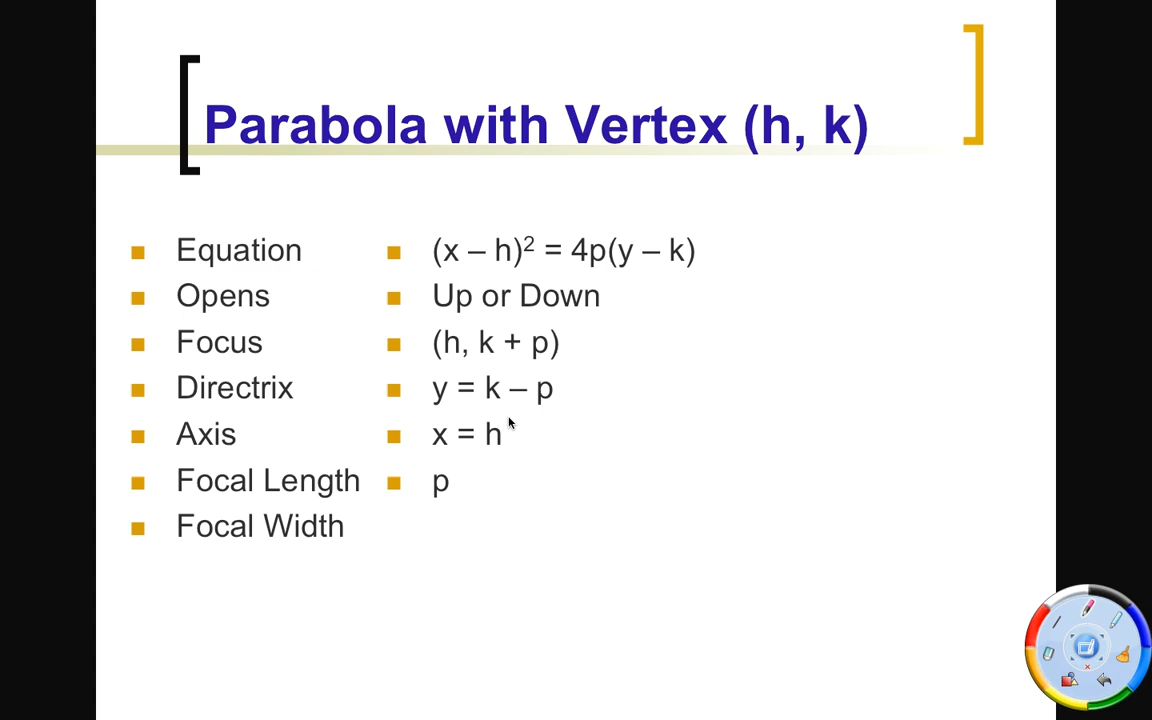 Parabola with Vertex (h, k)
Equation (x – h)² = 4p(y – k)
Opens Up or Down
Focus (h, k + p)
Directrix y = k – p
Axis x = h
Focal Length p
Focal Width